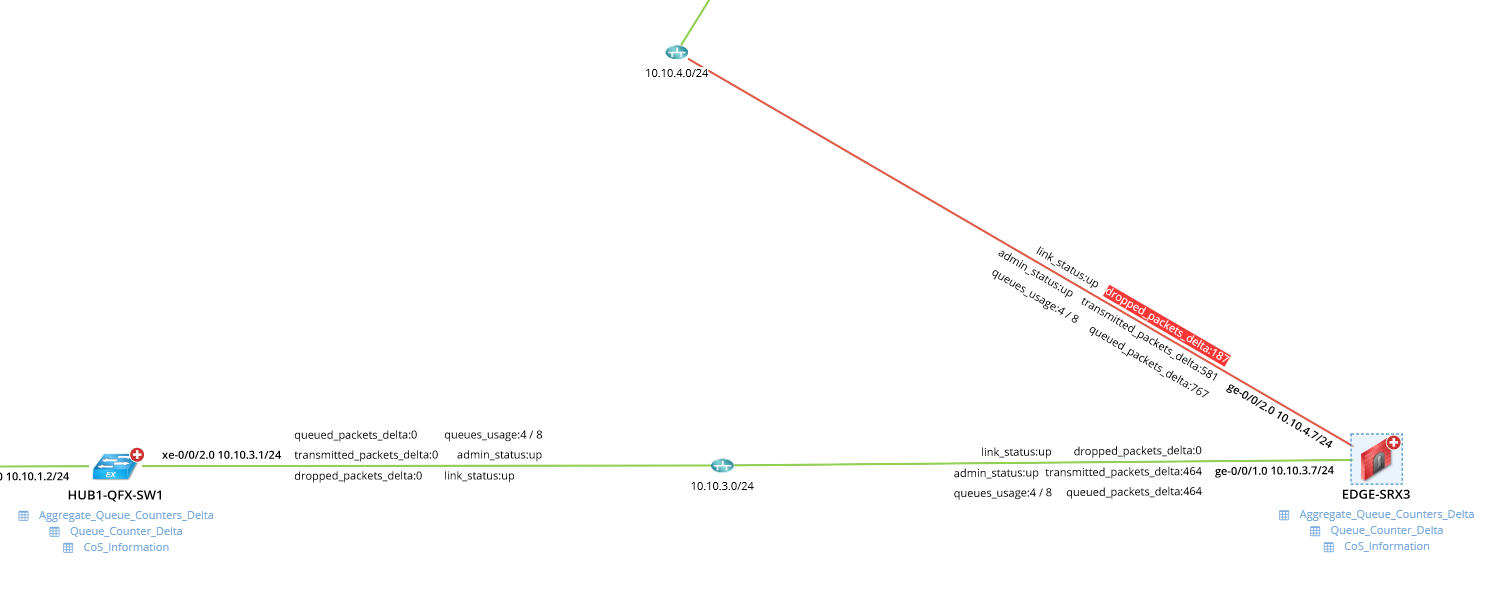 10.10.4.0/24
link_status:up
dropped_packets_delta:187
admin_status:up
transmitted_packets_delta:581
queues_usage:4 / 8
queued_packets_delta:767
ge-0/0/2.0 10.10.4.7/24
queued_packets_delta:0 queues_usage:4 / 8
xe-0/0/2.0 10.10.3.1/24 transmitted_packets_delta:0 admin_status:up
dropped_packets_delta:0 link_status:up
0 10.10.1.2/24
EX
HUB1-QFX-SW1
Aggregate_Queue_Counters_Delta
Queue_Counter_Delta
CoS_Information
10.10.3.0/24
link_status:up dropped_packets_delta:0
admin_status:up transmitted_packets_delta:464 ge-0/0/1.0 10.10.3.7/24
queues_usage:4 / 8 queued_packets_delta:464
EDGE-SRX3
Aggregate_Queue_Counters_Delta
Queue_Counter_Delta
CoS_Information